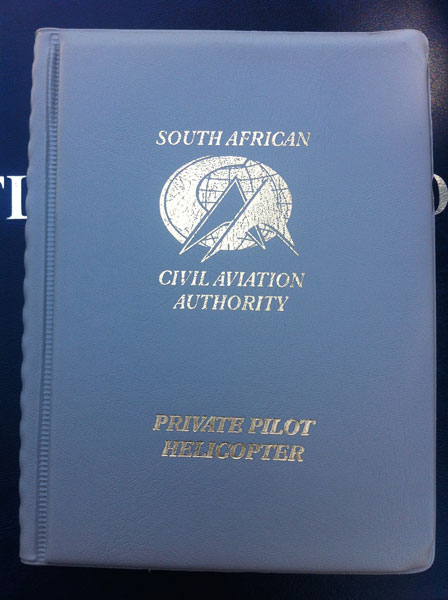 SOUTH AFRICAN
CIVIL AVIATION
AUTHORITY
PRIVATE PILOT
HELICOPTER